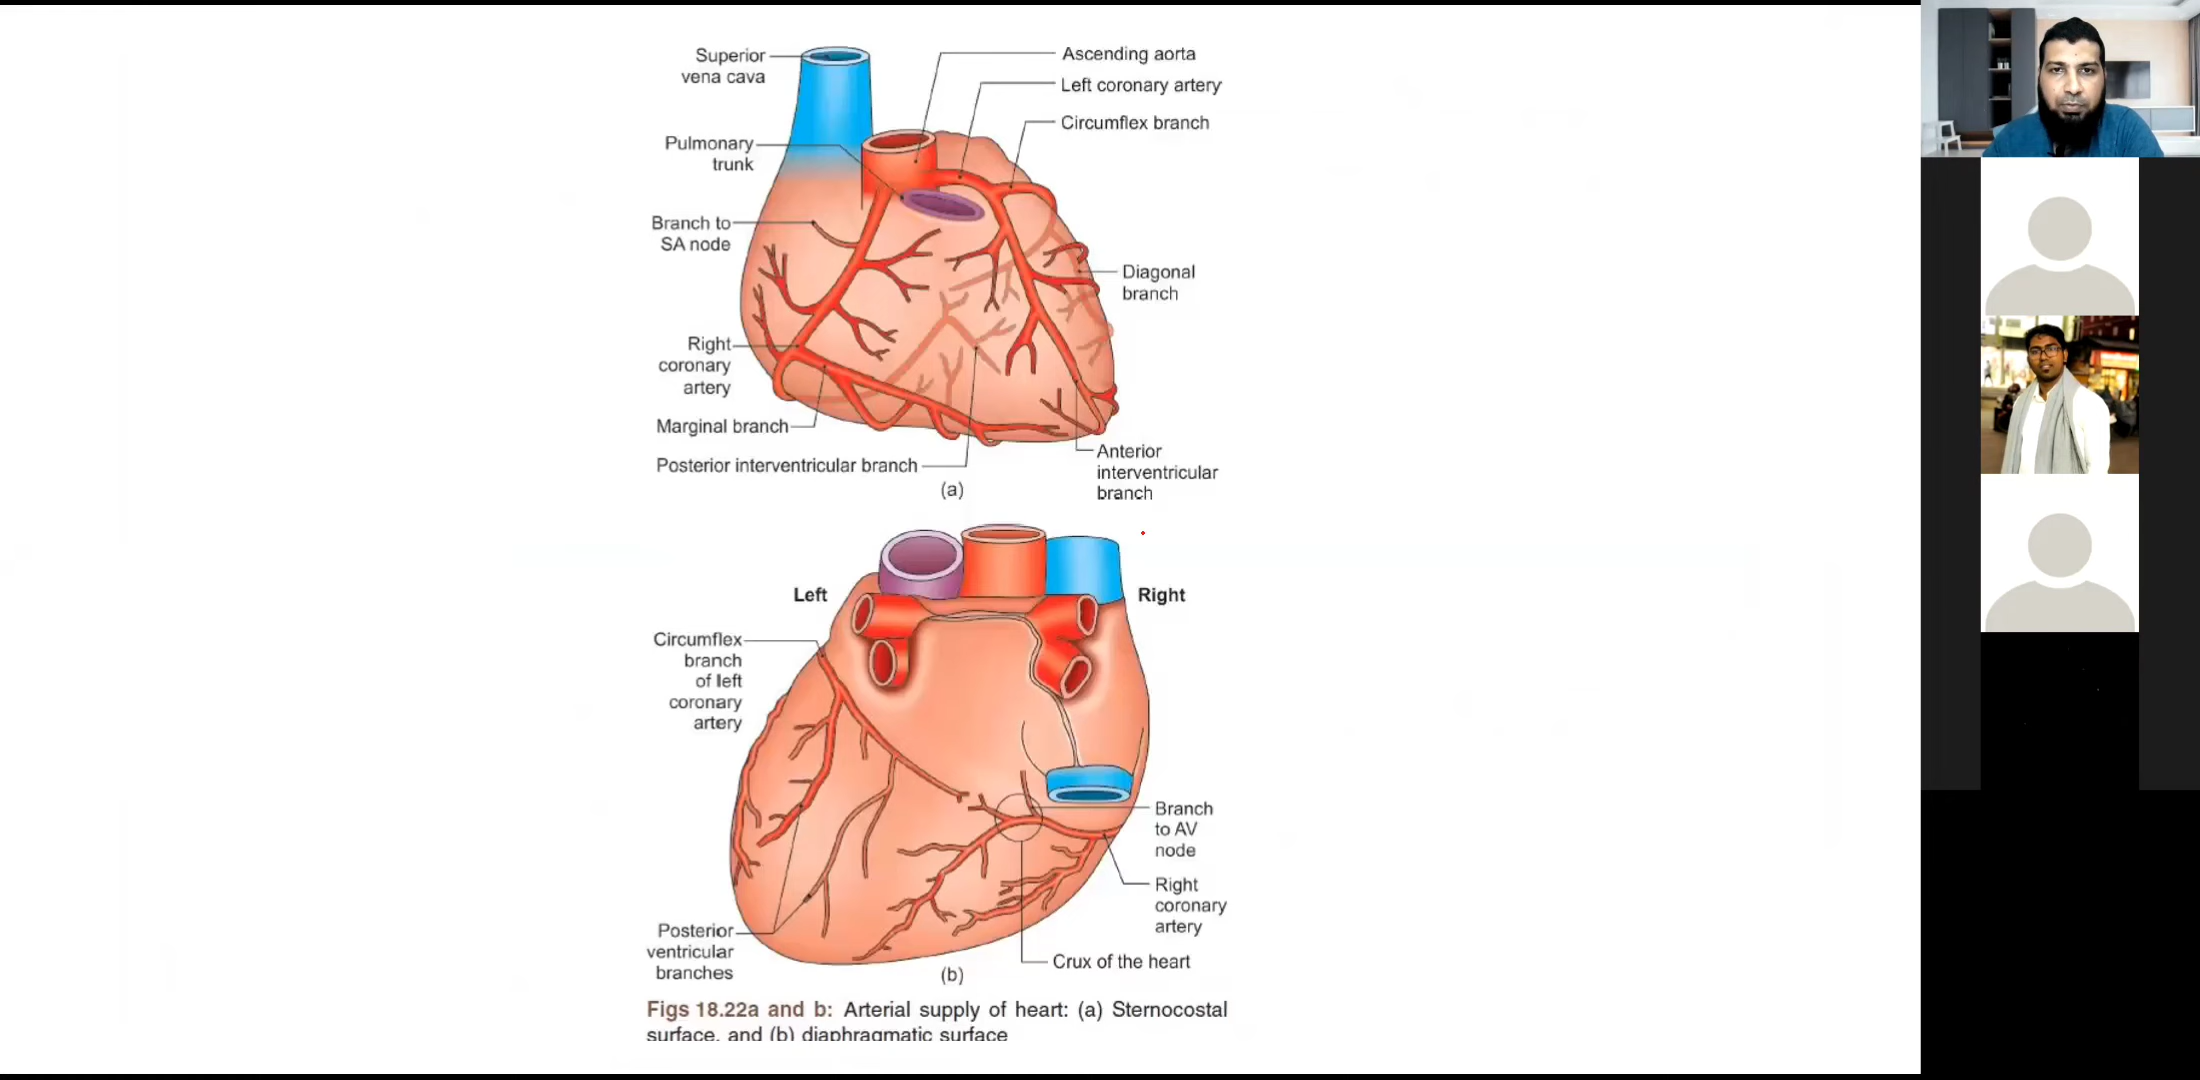 Superior
vena cava
Ascending aorta
Left coronary artery
Circumflex branch
Pulmonary
trunk
Branch to
SA node
Diagonal
branch
Right
coronary
artery
Marginal branch
Posterior interventricular branch
Anterior
interventricular
branch
(a)
Left
Right
Circumflex
branch
of left
coronary
artery
Branch
to AV
node
Right
coronary
artery
Posterior
ventricular
branches
Crux of the heart
(b)
Figs 18.22a and b: Arterial supply of heart: (a) Sternocostal
surface, and (b) diaphragmatic surface